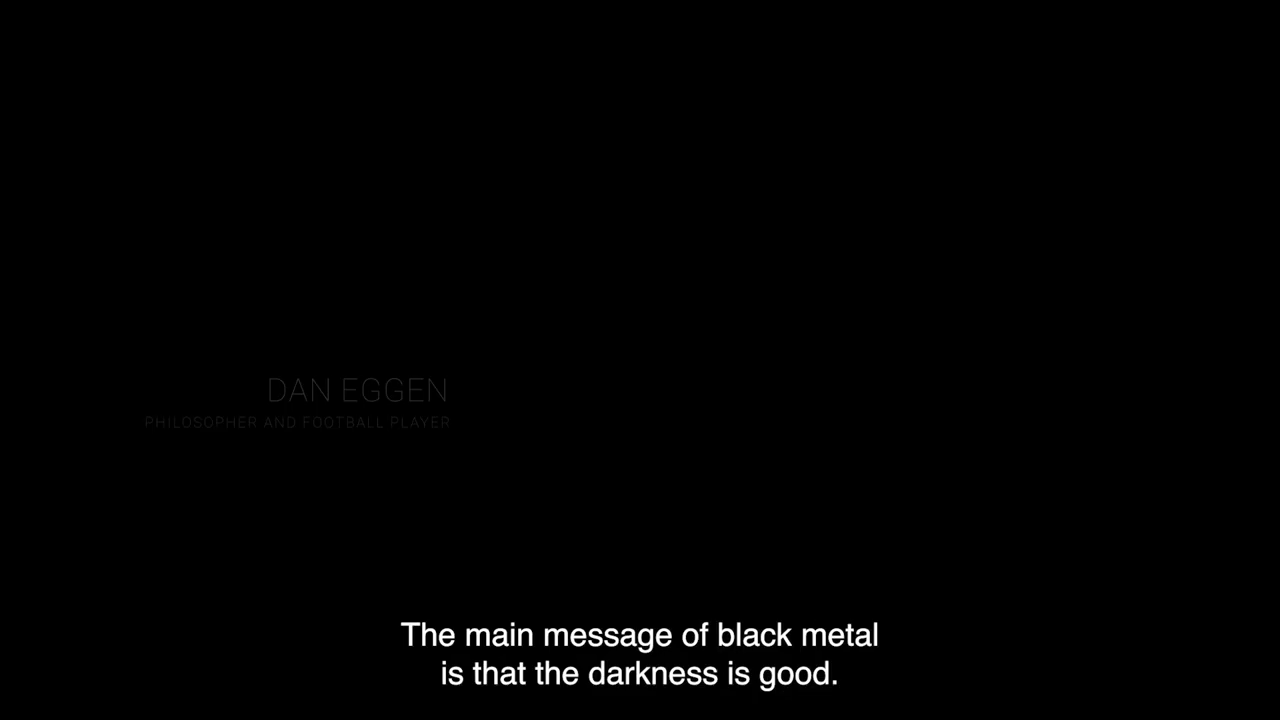 DAN EGGEN
PHILOSOPHER AND FOOTBALL PLAYER
The main message of black metal
is that the darkness is good.